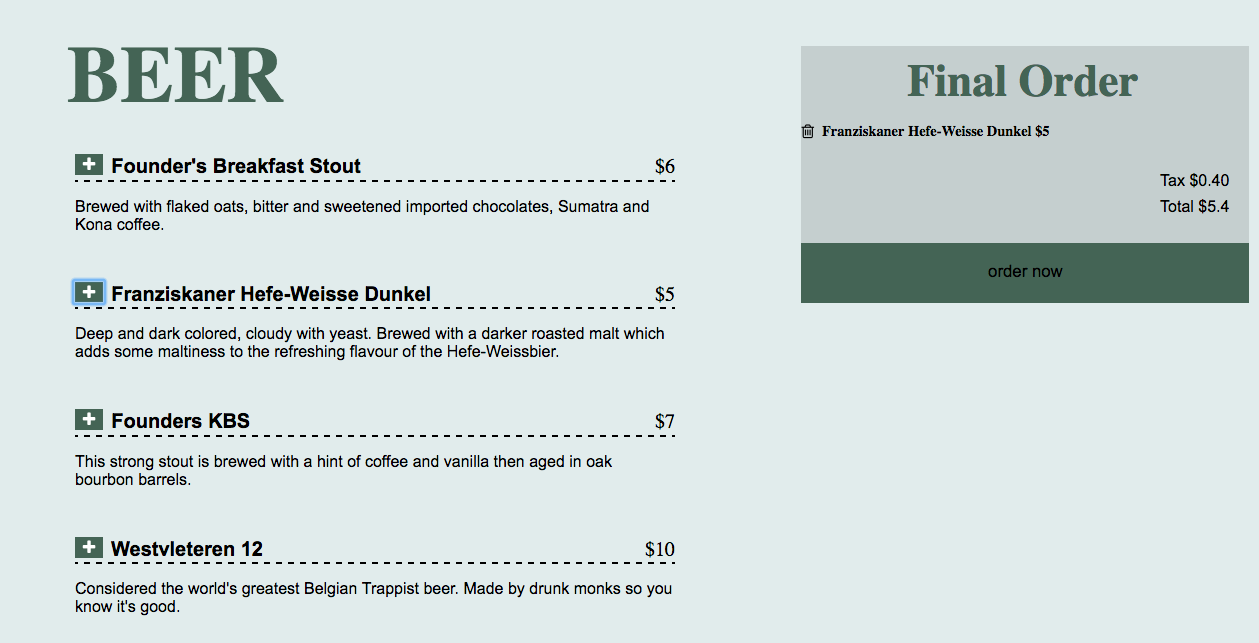 BEER
Founder's Breakfast Stout $6
Brewed with flaked oats, bitter and sweetened imported chocolates, Sumatra and
Kona coffee.
Franziskaner Hefe-Weisse Dunkel $5
Deep and dark colored, cloudy with yeast. Brewed with a darker roasted malt which
adds some maltiness to the refreshing flavour of the Hefe-Weissbier.
Founders KBS $7
This strong stout is brewed with a hint of coffee and vanilla then aged in oak
bourbon barrels.
Westvleteren 12 $10
Considered the world's greatest Belgian Trappist beer. Made by drunk monks so you
know it's good.
Final Order
Franziskaner Hefe-Weisse Dunkel $5
Tax $0.40
Total $5.4
order now